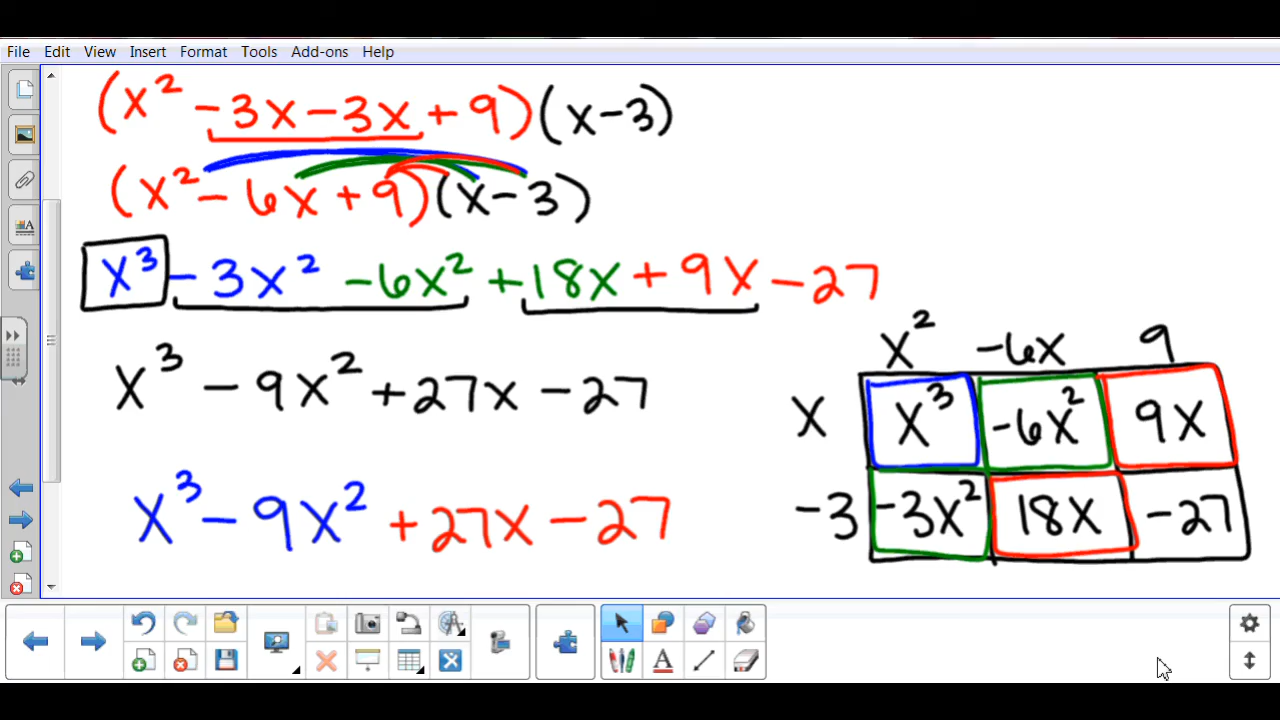 File Edit View Insert Format Tools Add-ons Help
(x² - 3x - 3x + 9)(x - 3)
(x² - 6x + 9)(x - 3)
x³ - 3x² - 6x² + 18x + 9x - 27
x³ - 9x² + 27x - 27
x³ - 9x² + 27x - 27
x² -6x 9
x x³ -6x² 9x
-3 -3x² 18x -27